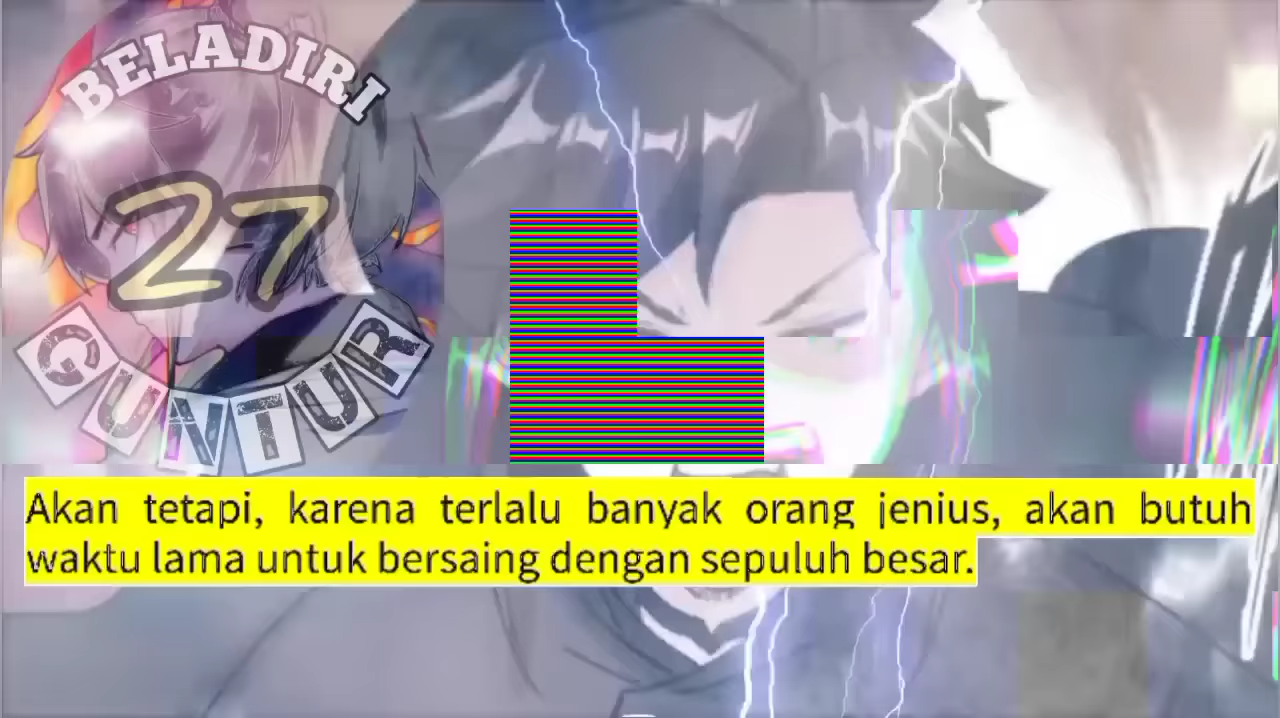 BELADIRI
27
GUNTUR
Akan tetapi, karena terlalu banyak orang jenius, akan butuh
waktu lama untuk bersaing dengan sepuluh besar.